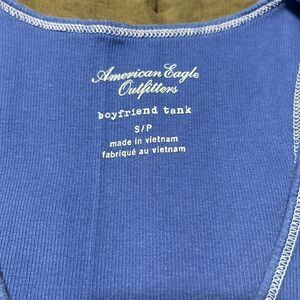 American Eagle
Outfitters
boyfriend tank
S/P
made in vietnam
fabriqué au vietnam